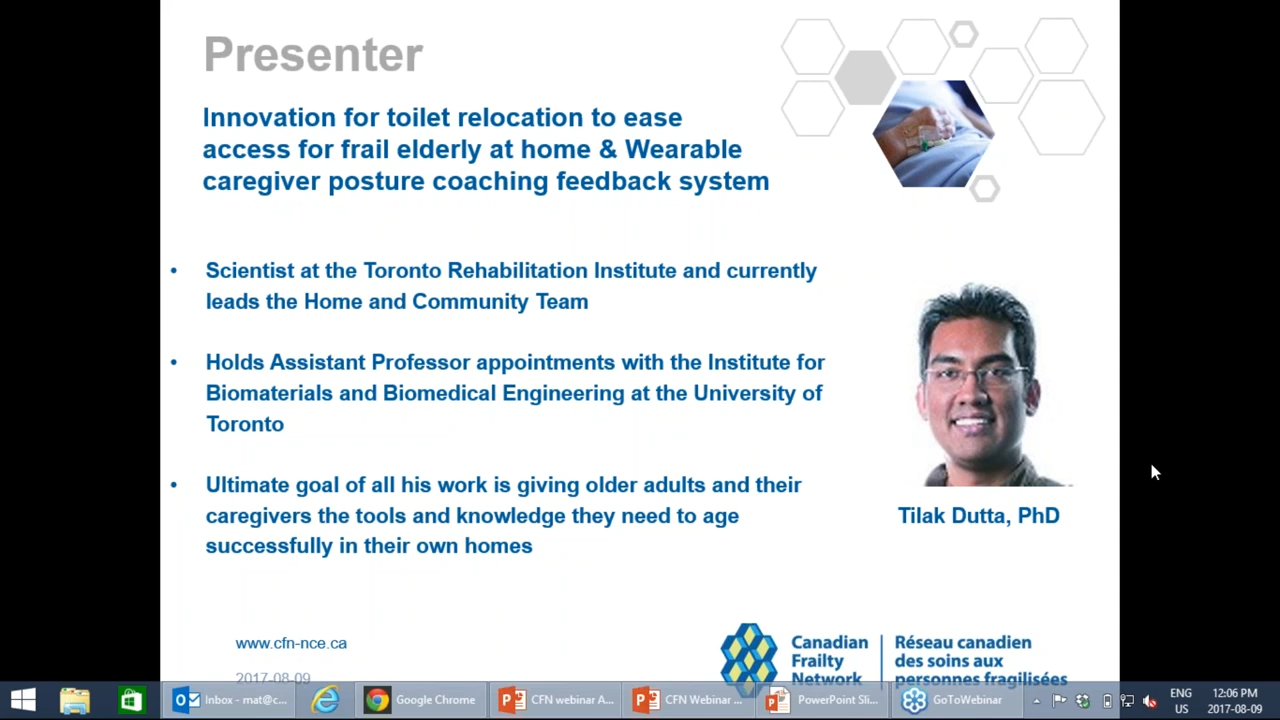 Presenter
Innovation for toilet relocation to ease
access for frail elderly at home & Wearable
caregiver posture coaching feedback system
• Scientist at the Toronto Rehabilitation Institute and currently
leads the Home and Community Team
• Holds Assistant Professor appointments with the Institute for
Biomaterials and Biomedical Engineering at the University of
Toronto
• Ultimate goal of all his work is giving older adults and their
caregivers the tools and knowledge they need to age
successfully in their own homes
Tilak Dutta, PhD
www.cfn-nce.ca
2017-08-09
Canadian
Frailty
Network
Réseau canadien
des soins aux
personnes fragilisées
Inbox - mat@c...
Google Chrome
CFN webinar A...
CFN Webinar ...
PowerPoint Sli...
GoToWebinar
ENG
US
12:06 PM
2017-08-09